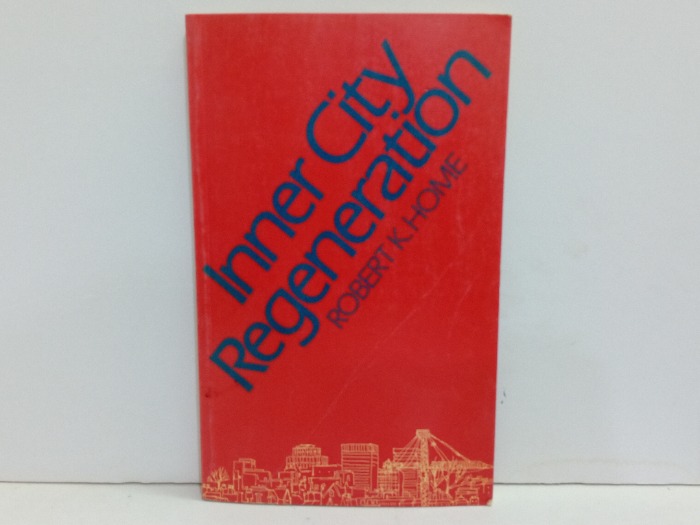 Inner City
Regeneration
ROBERT K. HOME